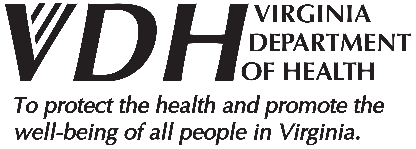 VDH VIRGINIA
DEPARTMENT
OF HEALTH
To protect the health and promote the
well-being of all people in Virginia.